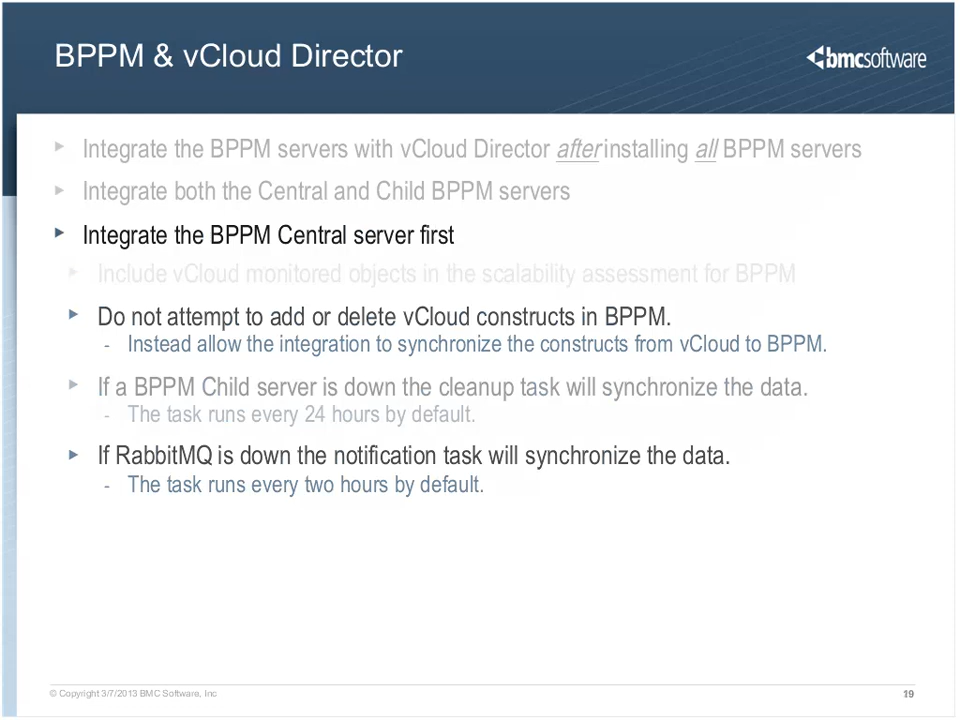 BPPM & vCloud Director
bmcsoftware
Integrate the BPPM servers with vCloud Director after installing all BPPM servers
Integrate both the Central and Child BPPM servers
Integrate the BPPM Central server first
Include vCloud monitored objects in the scalability assessment for BPPM
Do not attempt to add or delete vCloud constructs in BPPM.
- Instead allow the integration to synchronize the constructs from vCloud to BPPM.
If a BPPM Child server is down the cleanup task will synchronize the data.
- The task runs every 24 hours by default.
If RabbitMQ is down the notification task will synchronize the data.
- The task runs every two hours by default.
© Copyright 3/7/2013 BMC Software, Inc
19